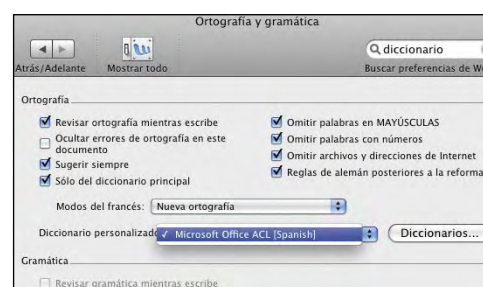 Ortografía y gramática
diccionario
Atrás/Adelante Mostrar todo Buscar preferencias de
Ortografía
Revisar ortografía mientras escribe
Ocultar errores de ortografía en este documento
Sugerir siempre
Sólo del diccionario principal
Omitir palabras en MAYÚSCULAS
Omitir palabras con números
Omitir archivos y direcciones de Internet
Reglas de alemán posteriores a la reforma
Modos del francés: Nueva ortografía
Diccionario personalizado Microsoft Office ACL [Spanish] Diccionarios...
Gramática
Revisar gramática mientras escribe